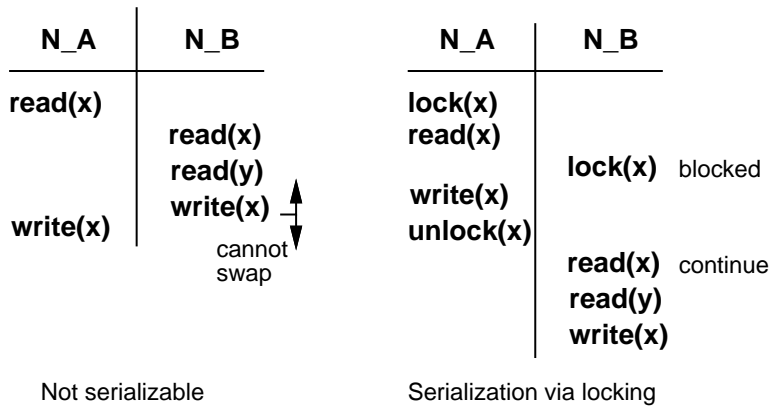 N_A N_B
read(x)
read(x)
read(y)
write(x)
write(x)
cannot
swap
Not serializable
N_A N_B
lock(x)
read(x)
lock(x) blocked
write(x)
unlock(x)
read(x) continue
read(y)
write(x)
Serialization via locking